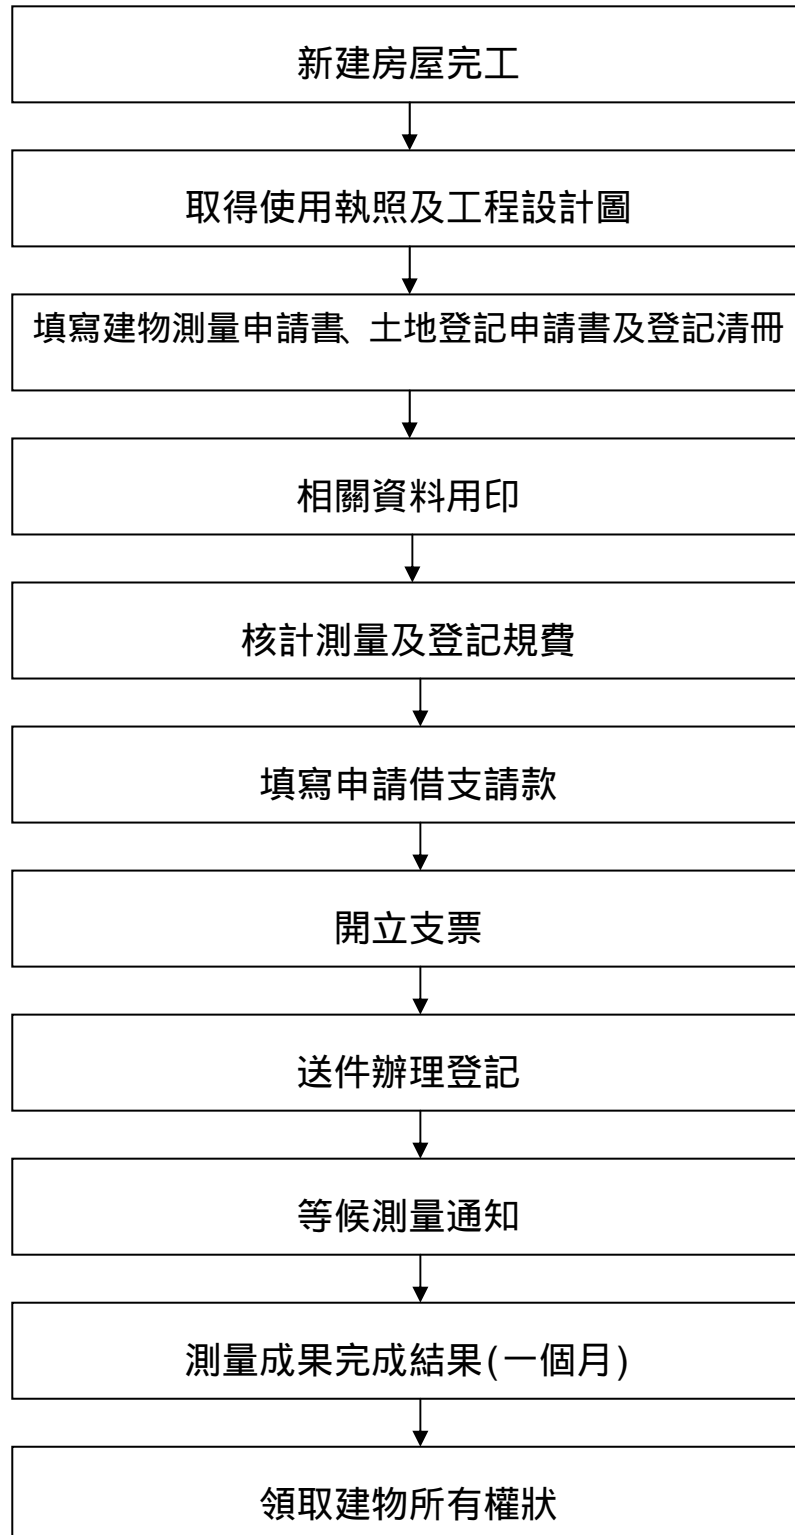 新建房屋完工
取得使用執照及工程設計圖
填寫建物測量申請書、土地登記申請書及登記清冊
相關資料用印
核計測量及登記規費
填寫申請借支請款
開立支票
送件辦理登記
等候測量通知
測量成果完成結果(一個月)
領取建物所有權狀